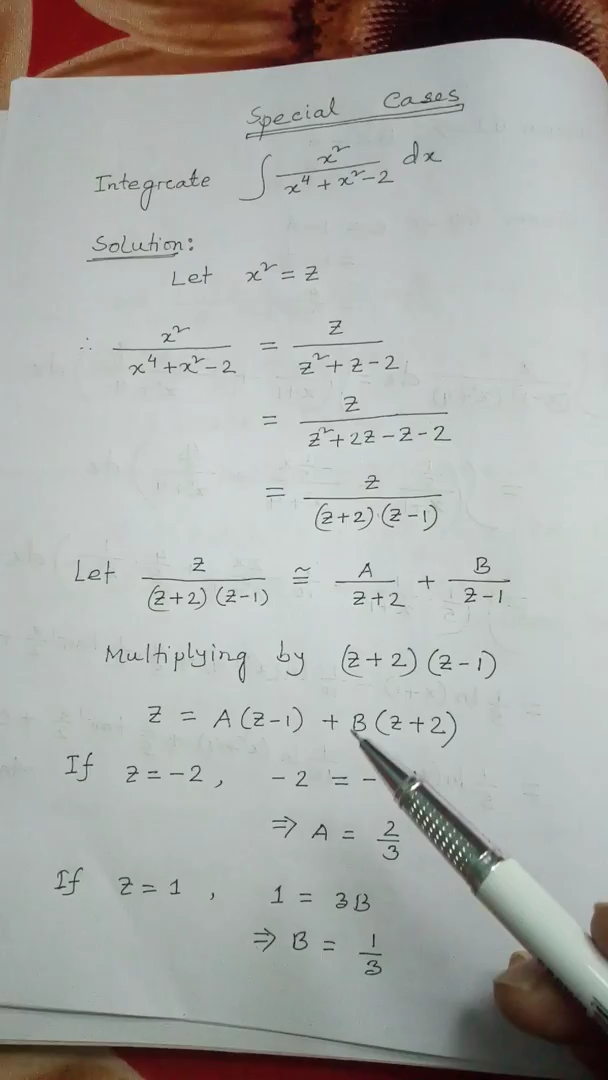 Special Cases
Integrate ∫ x²/(x⁴+x²-2) dx
Solution:
Let x² = z
∴ x²/(x⁴+x²-2) = z/(z²+z-2)
= z/(z²+2z-z-2)
= z/((z+2)(z-1))
Let z/((z+2)(z-1)) ≅ A/(z+2) + B/(z-1)
Multiplying by (z+2)(z-1)
z = A(z-1) + B(z+2)
If z=-2, -2 = -
⇒ A = 2/3
If z=1, 1 = 3B
⇒ B = 1/3